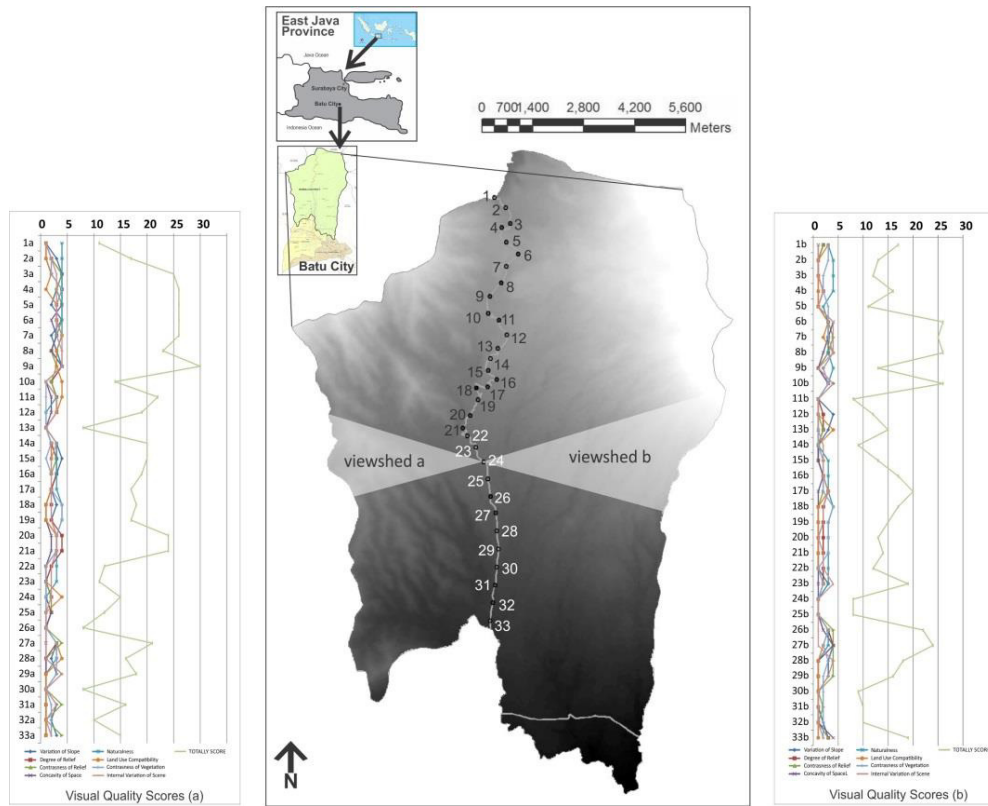 East Java
Province
Java Ocean
Surabaya City
Batu City
Indonesia Ocean
Batu City
0 700 1,400 2,800 4,200 5,600
Meters
1
2
3
4
5
6
7
8
9
10
11
12
13
14
15
16
17
18
19
20
21
22
23
24
25
26
27
28
29
30
31
32
33
viewshed a
viewshed b
N
0 5 10 15 20 25 30
1a
2a
3a
4a
5a
6a
7a
8a
9a
10a
11a
12a
13a
14a
15a
16a
17a
18a
19a
20a
21a
22a
23a
24a
25a
26a
27a
28a
29a
30a
31a
32a
33a
Variation of Slope
Naturalness
TOTALLY SCORE
Degree of Relief
Land Use Compatibility
Contrasness of Relief
Contrasness of Vegetation
Concavity of Space
Internal Variation of Scene
Visual Quality Scores (a)
0 5 10 15 20 25 30
1b
2b
3b
4b
5b
6b
7b
8b
9b
10b
11b
12b
13b
14b
15b
16b
17b
18b
19b
20b
21b
22b
23b
24b
25b
26b
27b
28b
29b
30b
31b
32b
33b
Variation of Slope
Naturalness
TOTALLY SCORE
Degree of Relief
Land Use Compatibility
Contrasness of Relief
Contrasness of Vegetation
Concavity of SpaceL
Internal Variation of Scene
Visual Quality Scores (b)